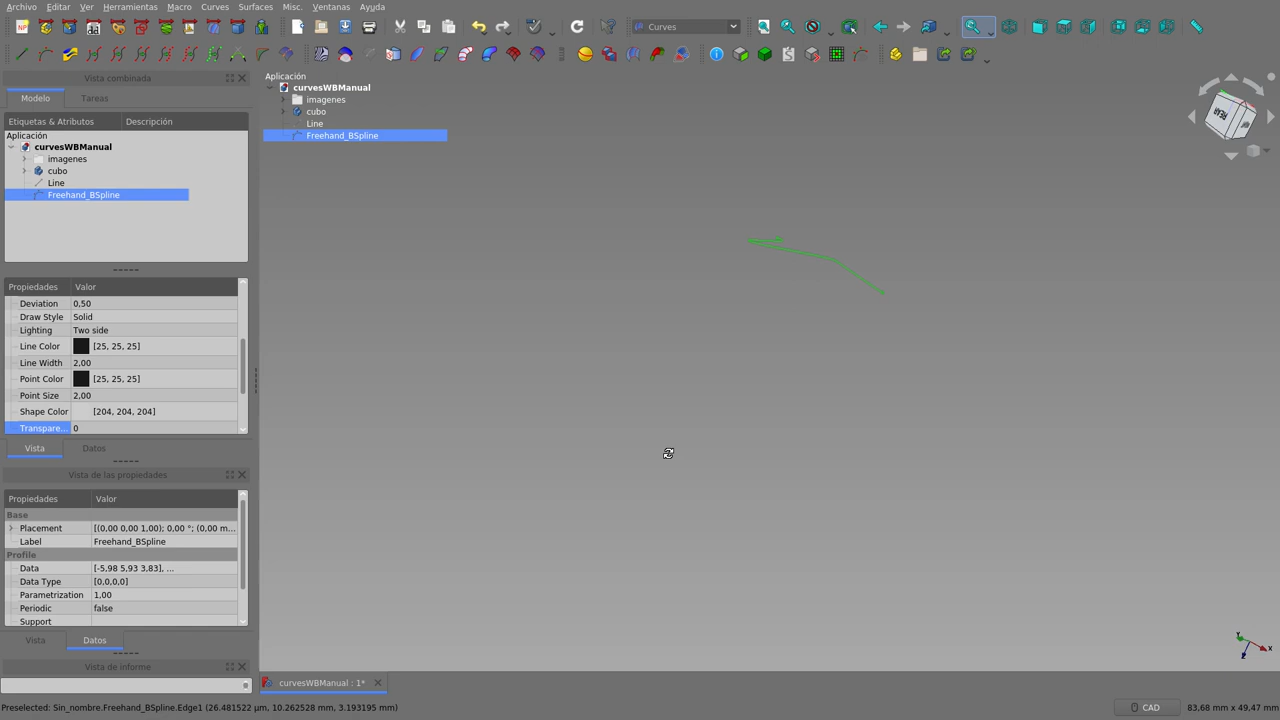 Archivo Editar Ver Herramientas Macro Curves Surfaces Misc. Ventanas Ayuda
Curves
Vista combinada
Modelo Tareas
Etiquetas & Atributos Descripción
Aplicación
curvesWBManual
imagenes
cubo
Line
Freehand_BSpline
Propiedades Valor
Deviation 0,50
Draw Style Solid
Lighting Two side
Line Color [25, 25, 25]
Line Width 2,00
Point Color [25, 25, 25]
Point Size 2,00
Shape Color [204, 204, 204]
Transpare... 0
Vista Datos
Vista de las propiedades
Propiedades Valor
Base
Placement [(0,00 0,00 1,00); 0,00 °; (0,00 m...
Label Freehand_BSpline
Profile
Data [-5,98 5,93 3,83], ...
Data Type [0,0,0,0]
Parametrization 1,00
Periodic false
Support
Vista Datos
Vista de informe
Aplicación
curvesWBManual
imagenes
cubo
Line
Freehand_BSpline
REAR
Y
X
Z
curvesWBManual : 1*
Preselected: Sin_nombre.Freehand_BSpline.Edge1 (26.481522 µm, 10.262528 mm, 3.193195 mm)
CAD
83,68 mm x 49,47 mm